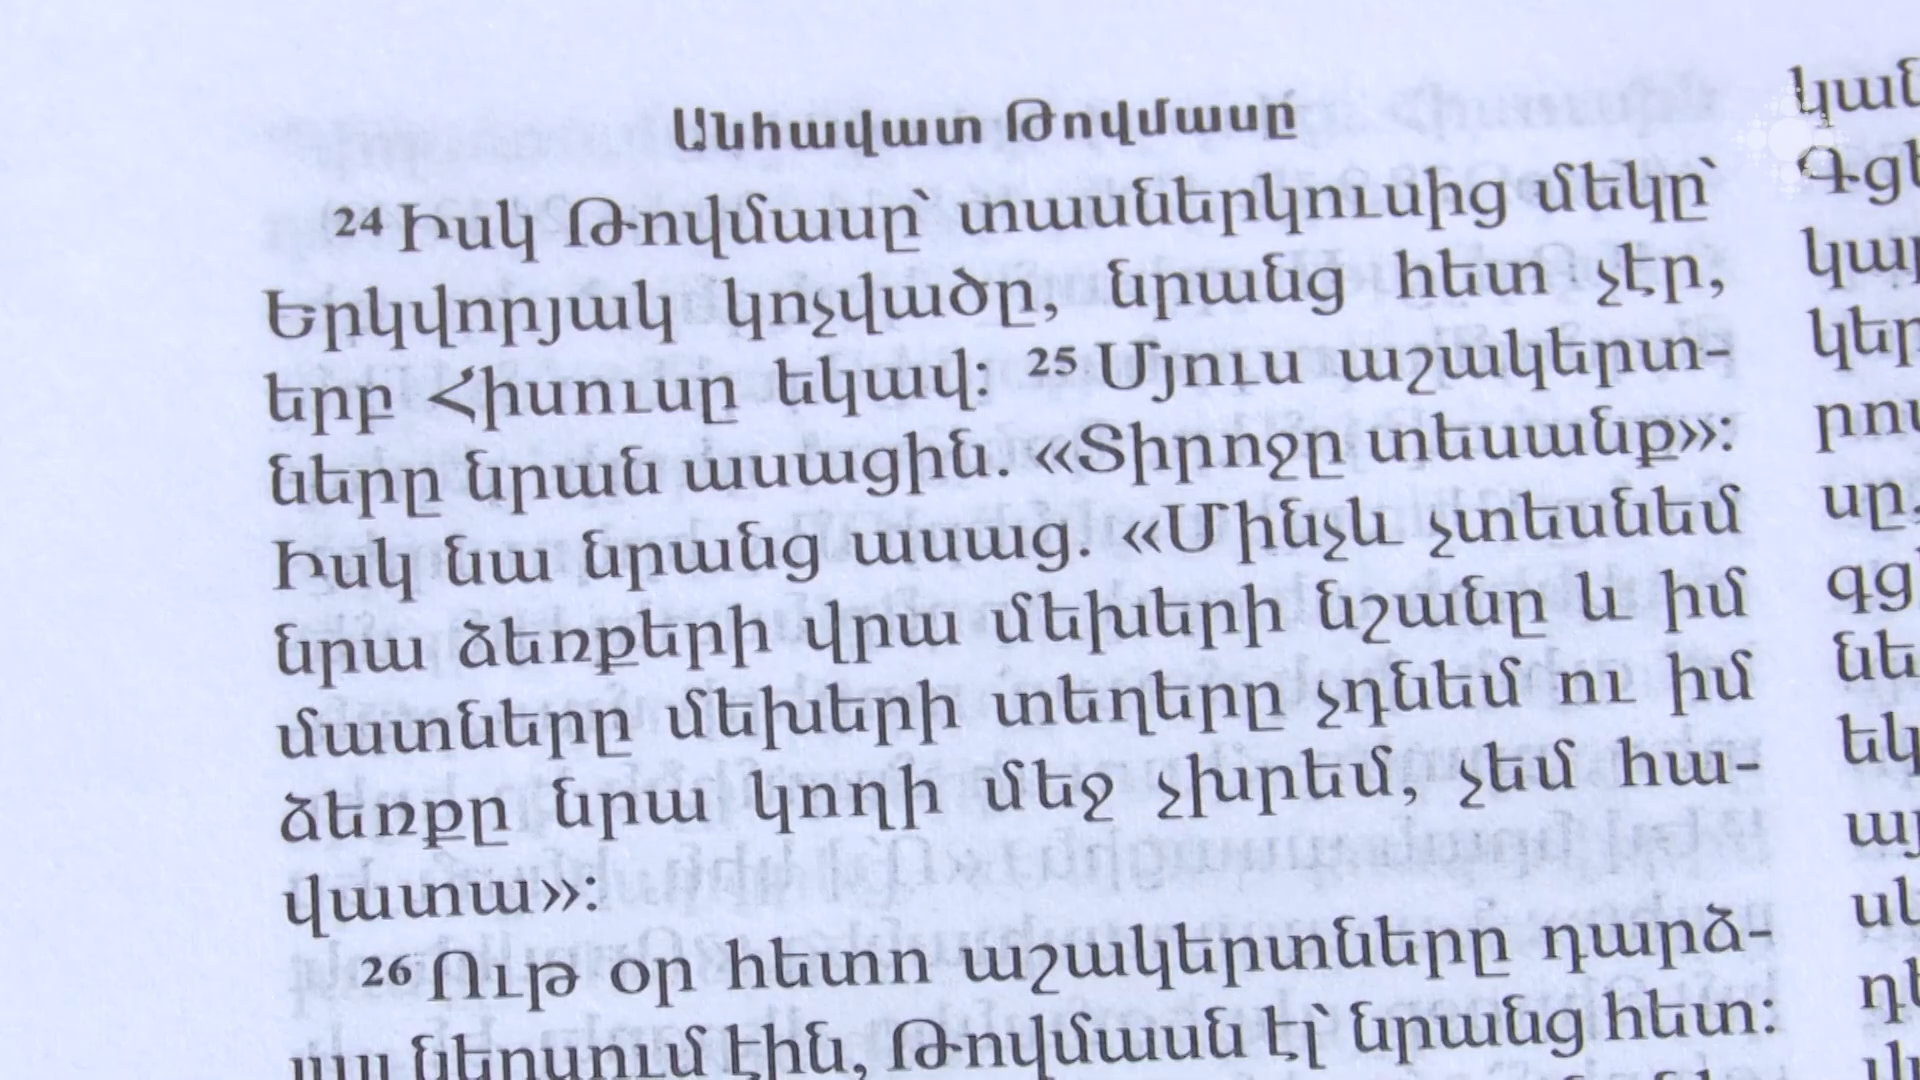 Անհավատ Թովմասը
24 Իսկ Թովմասը՝ տասներկուսից մեկը՝
Երկվորյակ կոչվածը, նրանց հետ չէր,
երբ Հիսուսը եկավ։ 25 Մյուս աշակերտ-
ները նրան ասացին. «Տիրոջը տեսանք»։
Իսկ նա նրանց ասաց. «Մինչև չտեսնեմ
նրա ձեռքերի վրա մեխերի նշանը և իմ
մատները մեխերի տեղերը չդնեմ ու իմ
ձեռքը նրա կողի մեջ չխրեմ, չեմ հա-
վատա»։
26 Ութ օր հետո աշակերտները դարձ-
յալ ներսում էին, Թովմասն էլ՝ նրանց հետ։